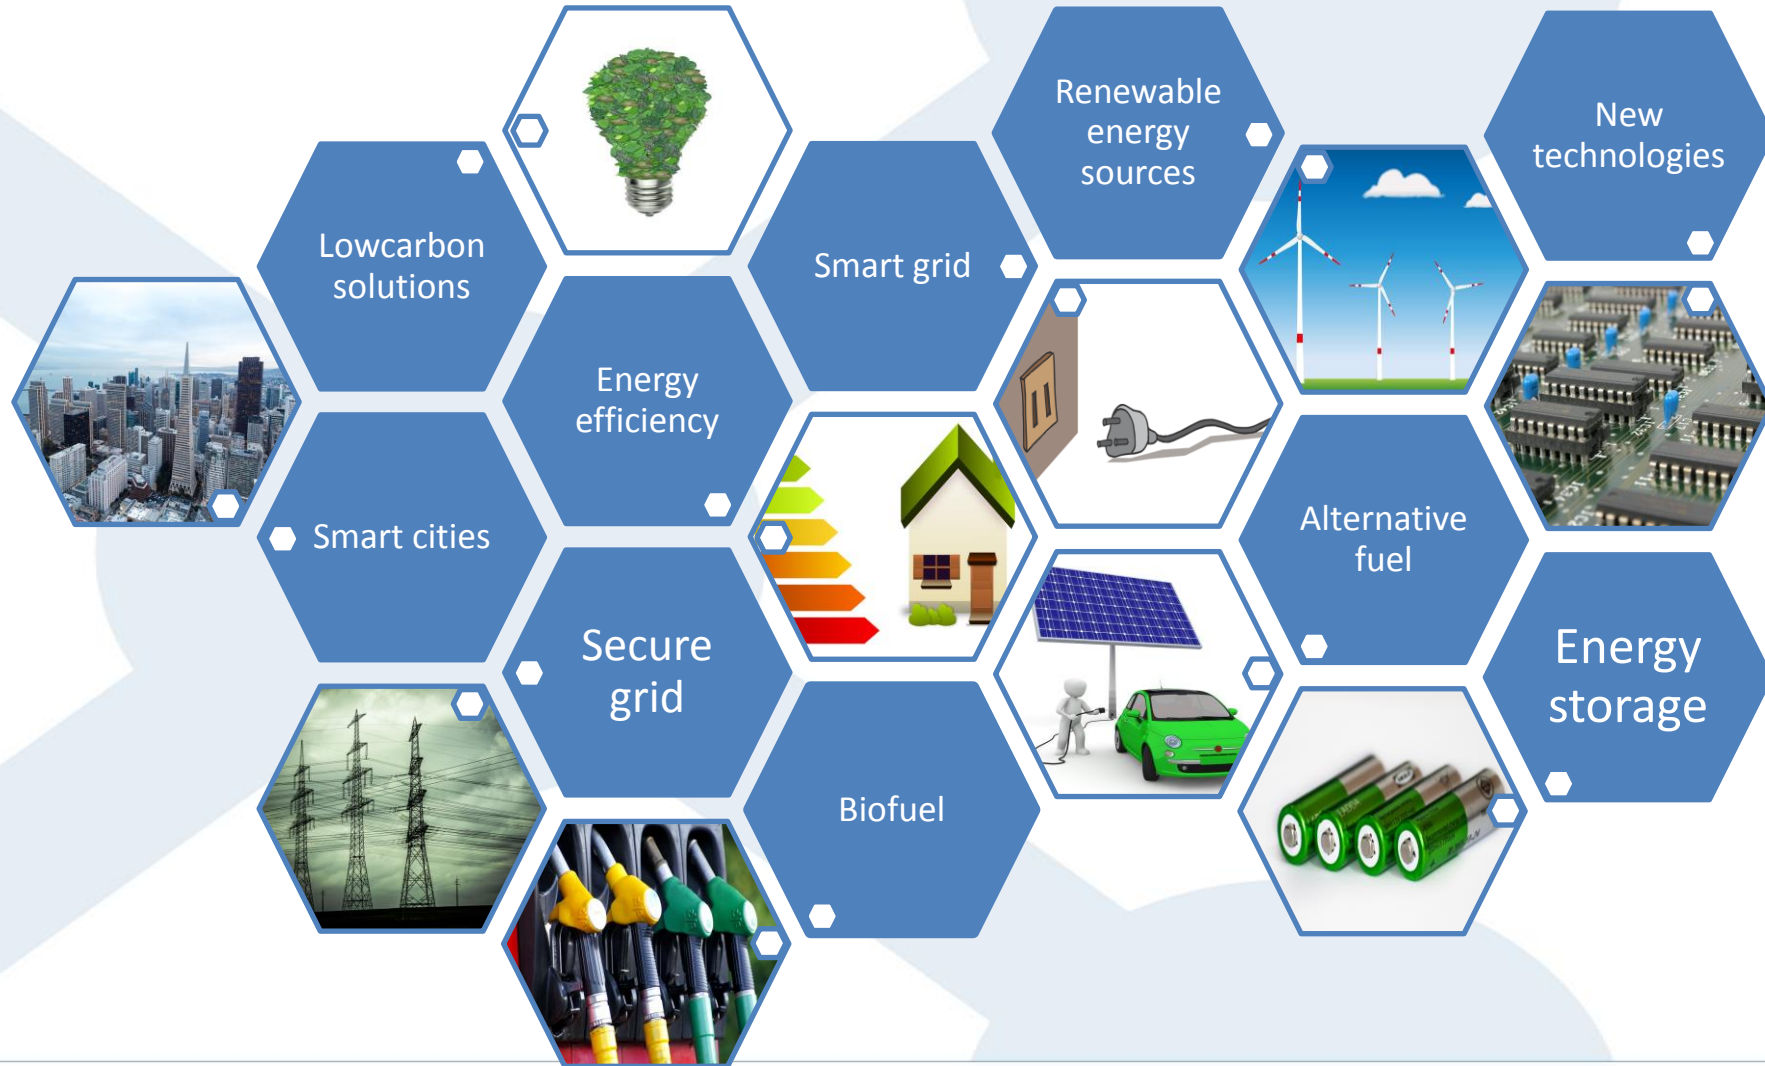 Renewable
energy
sources
New
technologies
Lowcarbon
solutions
Smart grid
Energy
efficiency
Smart cities
Alternative
fuel
Secure
grid
Energy
storage
Biofuel